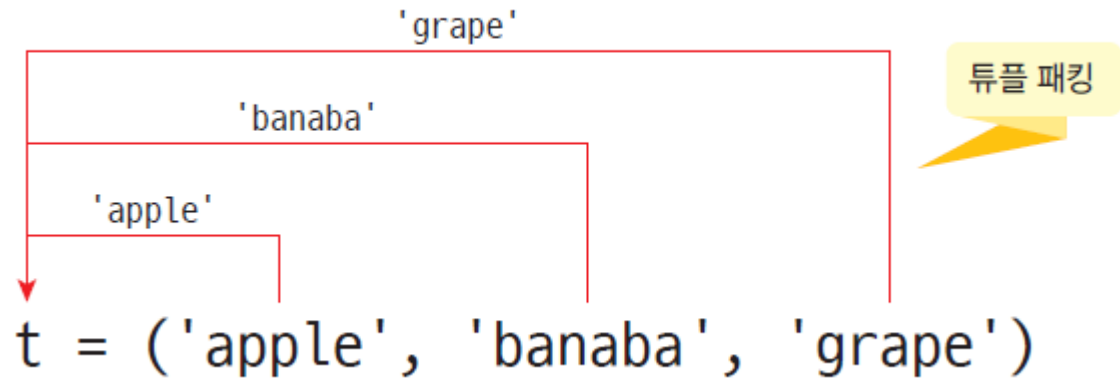 'grape'
튜플 패킹
'banaba'
'apple'
t = ('apple', 'banaba', 'grape')